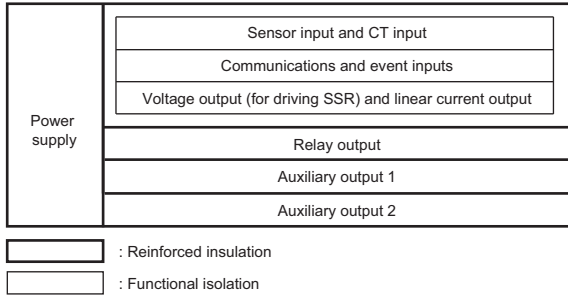 Sensor input and CT input
Communications and event inputs
Voltage output (for driving SSR) and linear current output
Power
supply
Relay output
Auxiliary output 1
Auxiliary output 2
: Reinforced insulation
: Functional isolation